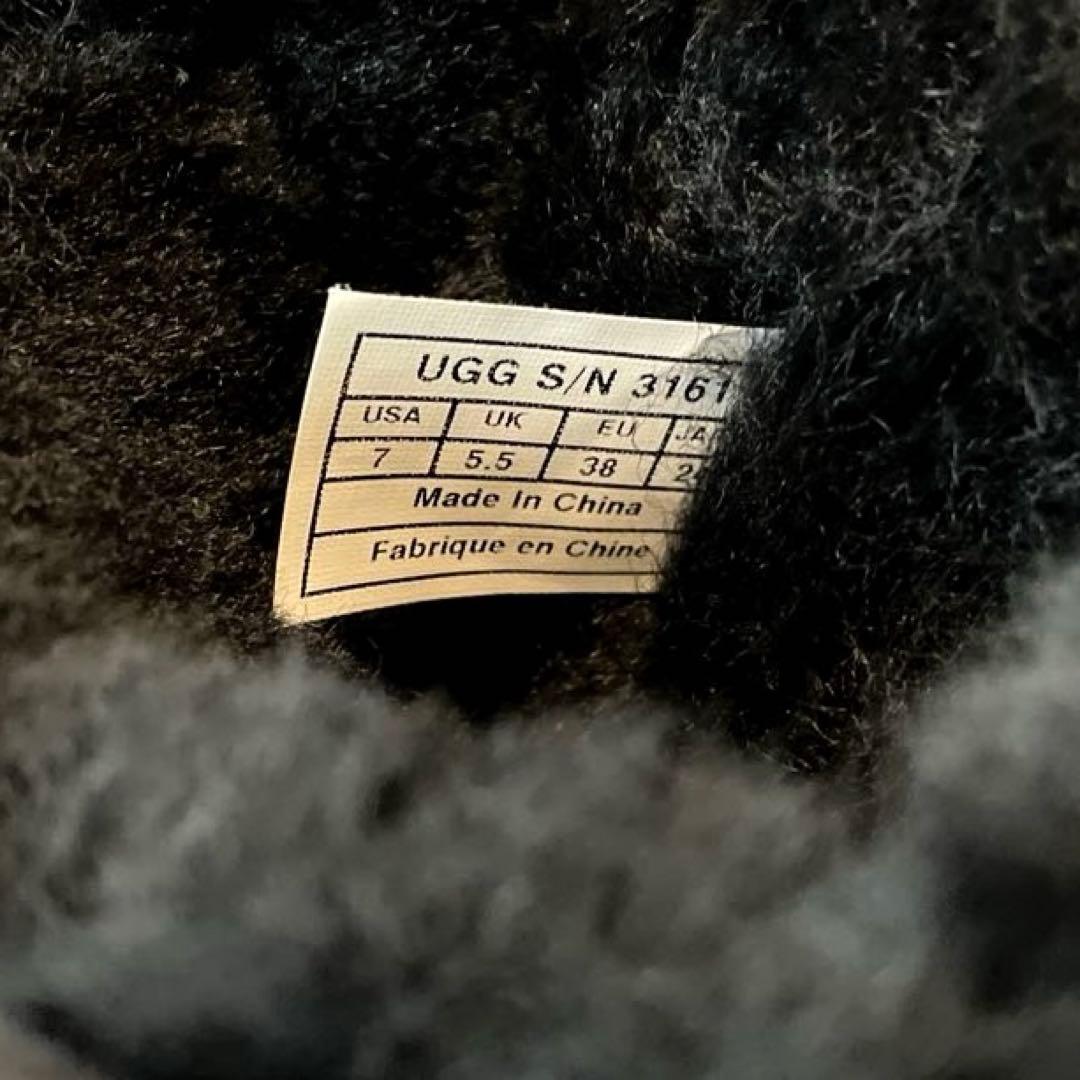 UGG S/N 3161
USA UK EU
7 5.5 38
Made In China
Fabrique en Chine